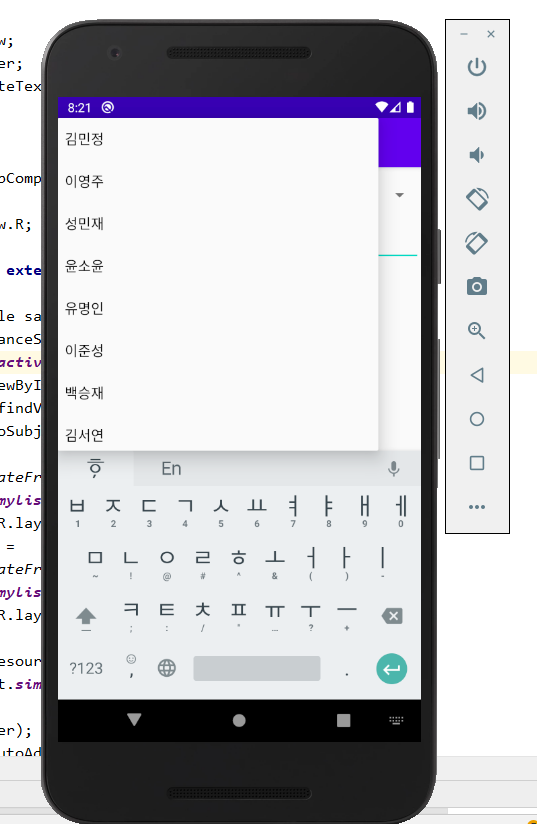 w;
er;
teTex
8:21
김민정
이영주
oComp
성민재
w.R;
윤소윤
exte
유명인
le sa
anceS
이준성
activ
ewByI
백승재
findV
oSubj
김서연
En
ateFr
mylis
R.lay
ㅂ ㅈ ㄷ ㄱ ㅅ ㅛ ㅕ ㅑ ㅐ ㅔ
1 2 3 4 5 6 7 8 9 0
=
ateFr
ㅁ ㄴ ㅇ ㄹ ㅎ ㅗ ㅓ ㅏ ㅣ
~ ! @ # ^ & ( )
mylis
R.lay
ㅋ ㅌ ㅊ ㅍ ㅠ ㅜ ㅡ
; : / " … ? +
esour
?123 , .
t.sim
er);
utoAd